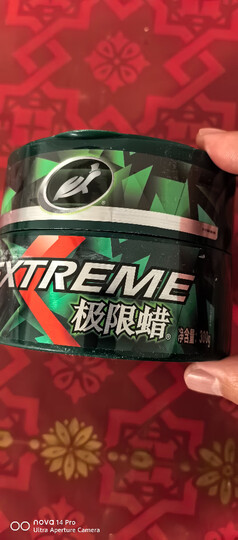 XTREME
极限蜡®
净含量: 300g
nova 14 Pro
Ultra Aperture Camera